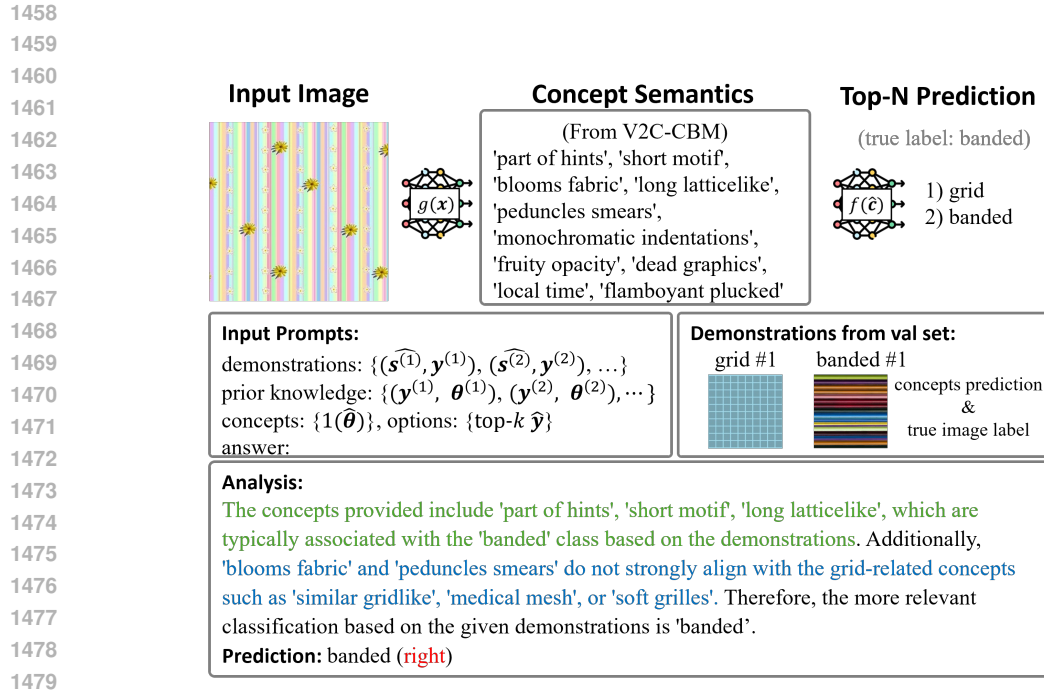 1458
1459
1460
1461
1462
1463
1464
1465
1466
1467
1468
1469
1470
1471
1472
1473
1474
1475
1476
1477
1478
1479
Input Image
Concept Semantics
Top-N Prediction
(From V2C-CBM)
'part of hints', 'short motif',
'blooms fabric', 'long latticelike',
'peduncles smears',
'monochromatic indentations',
'fruity opacity', 'dead graphics',
'local time', 'flamboyant plucked'
(true label: banded)
g(x)
f(ĉ)
1) grid
2) banded
Input Prompts:
demonstrations: {(\widehat{s^{(1)}}, y^{(1)}), (\widehat{s^{(2)}}, y^{(2)}), …}
prior knowledge: {(y^{(1)}, θ^{(1)}), (y^{(2)}, θ^{(2)}), ⋯}
concepts: {1(\hat{θ})}, options: {top-k ŷ}
answer:
Demonstrations from val set:
grid #1 banded #1
concepts prediction
&
true image label
Analysis:
The concepts provided include 'part of hints', 'short motif', 'long latticelike', which are
typically associated with the 'banded' class based on the demonstrations. Additionally,
'blooms fabric' and 'peduncles smears' do not strongly align with the grid-related concepts
such as 'similar gridlike', 'medical mesh', or 'soft grilles'. Therefore, the more relevant
classification based on the given demonstrations is 'banded’.
Prediction: banded (right)